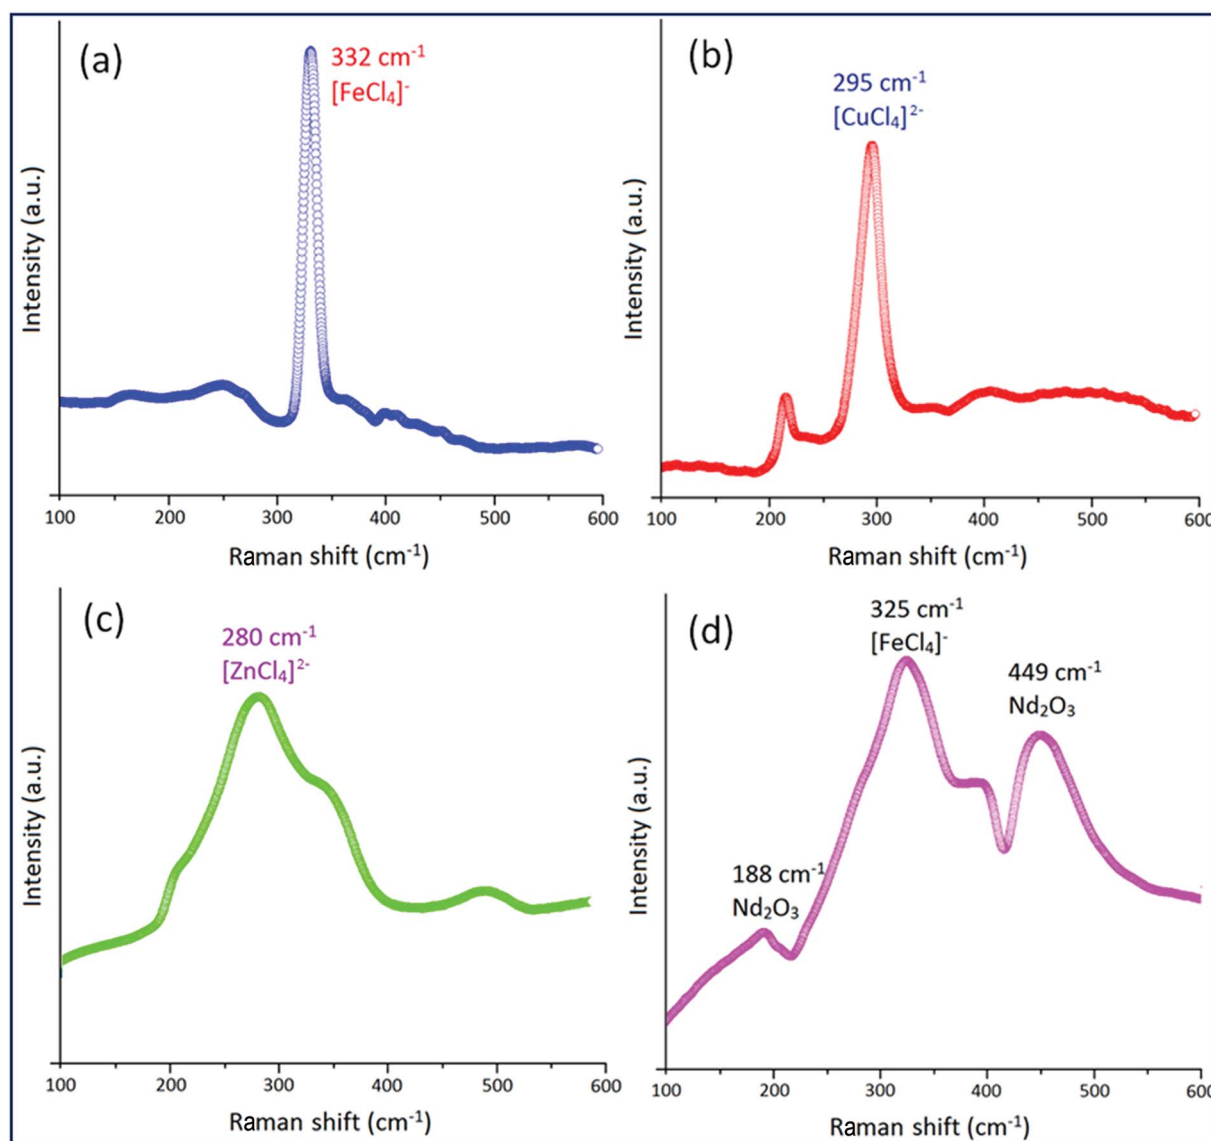 (a)
332 cm⁻¹
[FeCl₄]⁻
Intensity (a.u.)
100 200 300 400 500 600
Raman shift (cm⁻¹)
(b)
295 cm⁻¹
[CuCl₄]²⁻
Intensity (a.u.)
100 200 300 400 500 600
Raman shift (cm⁻¹)
(c)
280 cm⁻¹
[ZnCl₄]²⁻
Intensity (a.u.)
100 200 300 400 500 600
Raman shift (cm⁻¹)
(d)
325 cm⁻¹
[FeCl₄]⁻
449 cm⁻¹
Nd₂O₃
188 cm⁻¹
Nd₂O₃
Intensity (a.u.)
100 200 300 400 500 600
Raman shift (cm⁻¹)